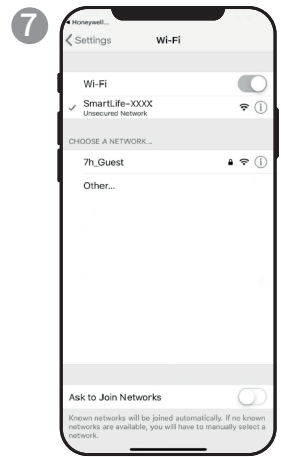 7
Honeywell...
Settings
Wi-Fi
Wi-Fi
SmartLife-XXXX
Unsecured Network
CHOOSE A NETWORK...
7h_Guest
Other...
Ask to Join Networks
Known networks will be joined automatically. If no known
networks are available, you will have to manually select a
network.